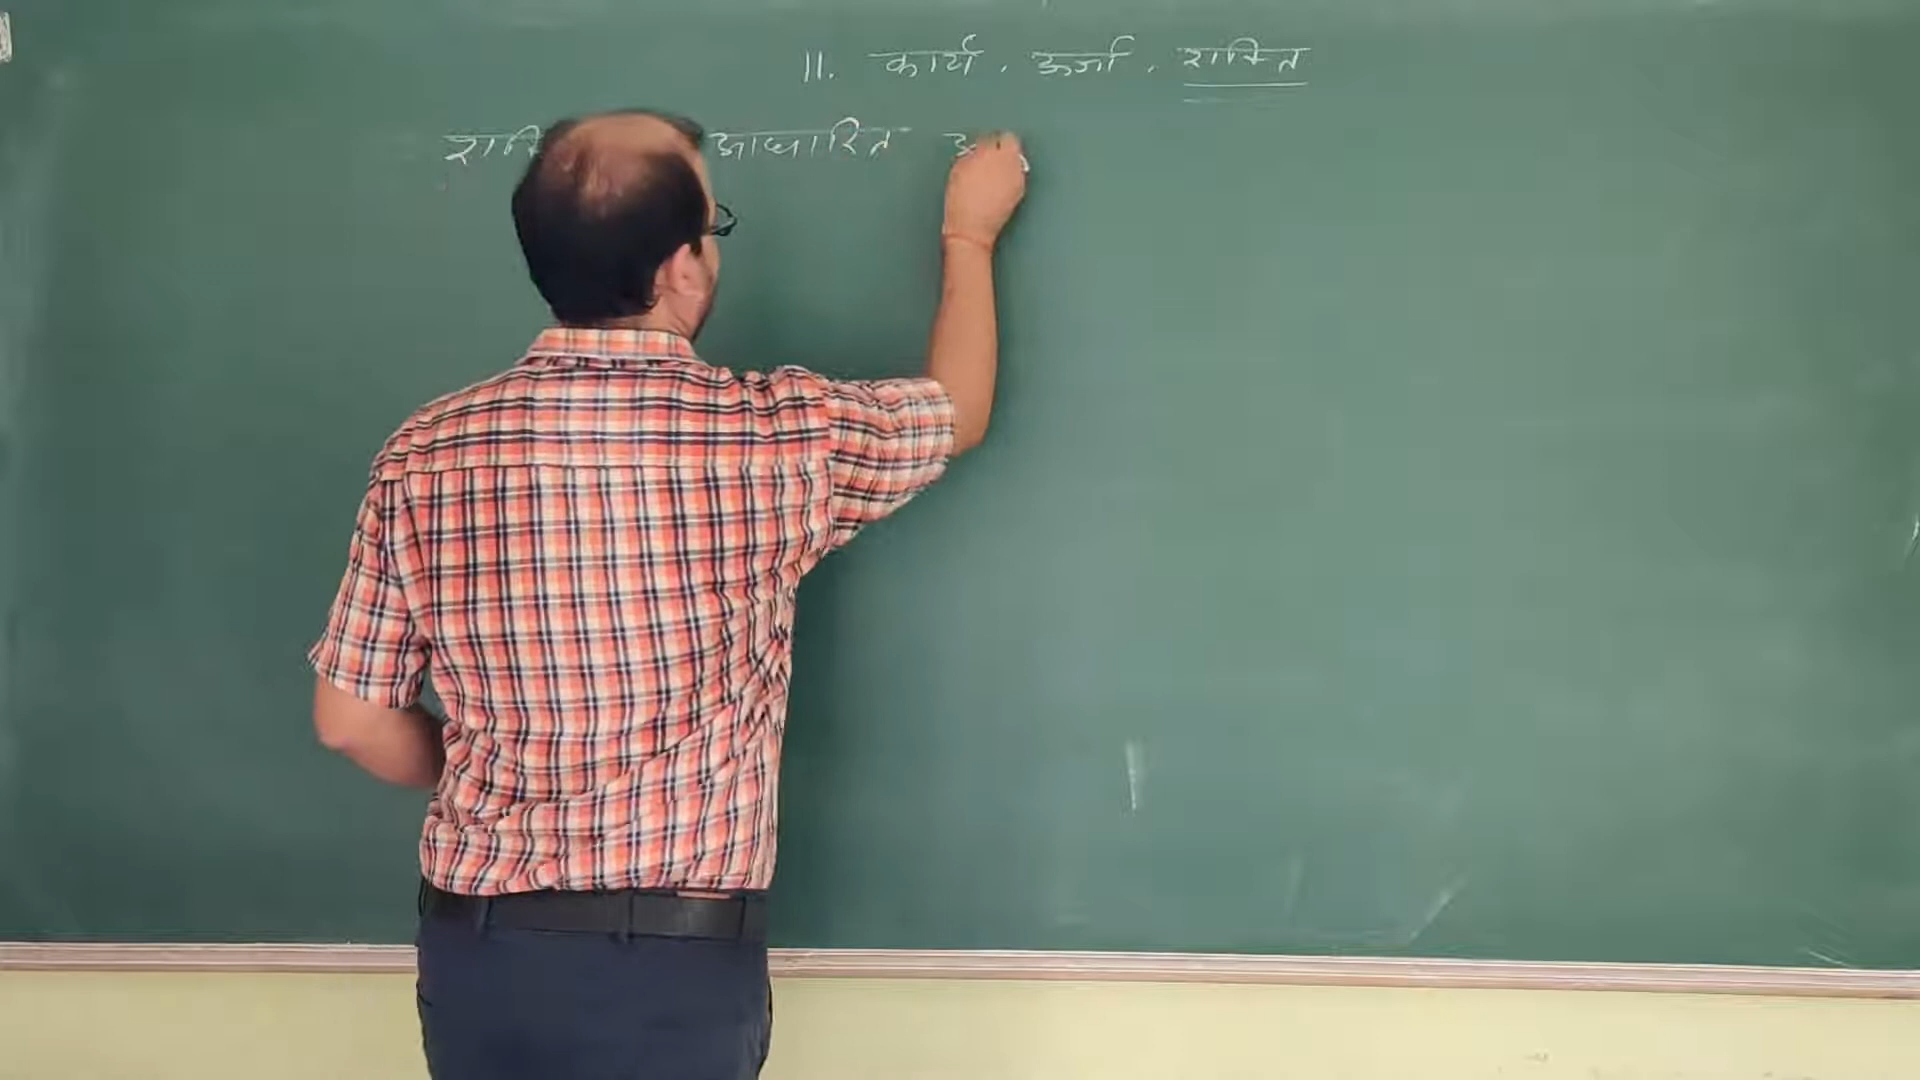 11. कार्य, ऊर्जा, शक्ति
आधारित